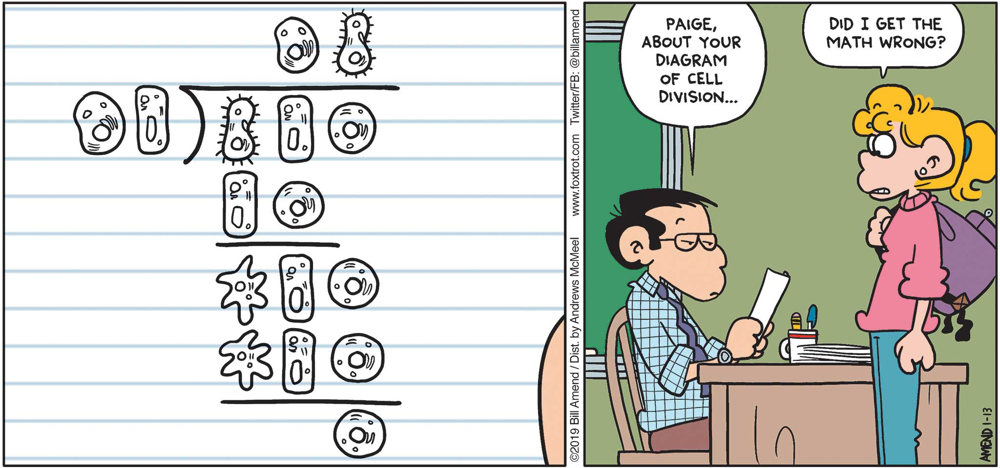 ©2019 Bill Amend / Dist. by Andrews McMeel www.foxtrot.com Twitter/FB: @billamend
PAIGE,
ABOUT YOUR
DIAGRAM
OF CELL
DIVISION...
DID I GET THE
MATH WRONG?
AMEND 1-13